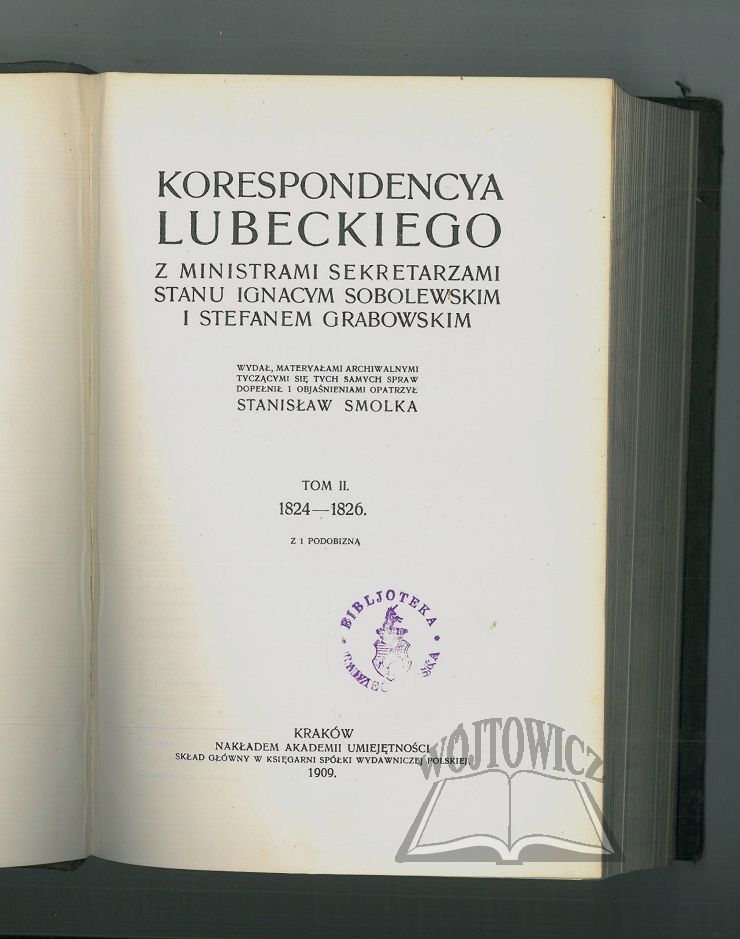 KORESPONDENCYA
LUBECKIEGO
Z MINISTRAMI SEKRETARZAMI
STANU IGNACYM SOBOLEWSKIM
I STEFANEM GRABOWSKIM
WYDAŁ, MATERYAŁAMI ARCHIWALNYMI
TYCZĄCYMI SIĘ TYCH SAMYCH SPRAW
DOPEŁNIŁ I OBJAŚNIENIAMI OPATRZYŁ
STANISŁAW SMOLKA
TOM II.
1824—1826.
Z 1 PODOBIZNĄ
BIBLJOTEKA
KRAKÓW
NAKŁADEM AKADEMII UMIEJĘTNOŚCI
SKŁAD GŁÓWNY W KSIĘGARNI SPÓŁKI WYDAWNICZEJ POLSKIEJ.
1909.
WÓJTOWICZ